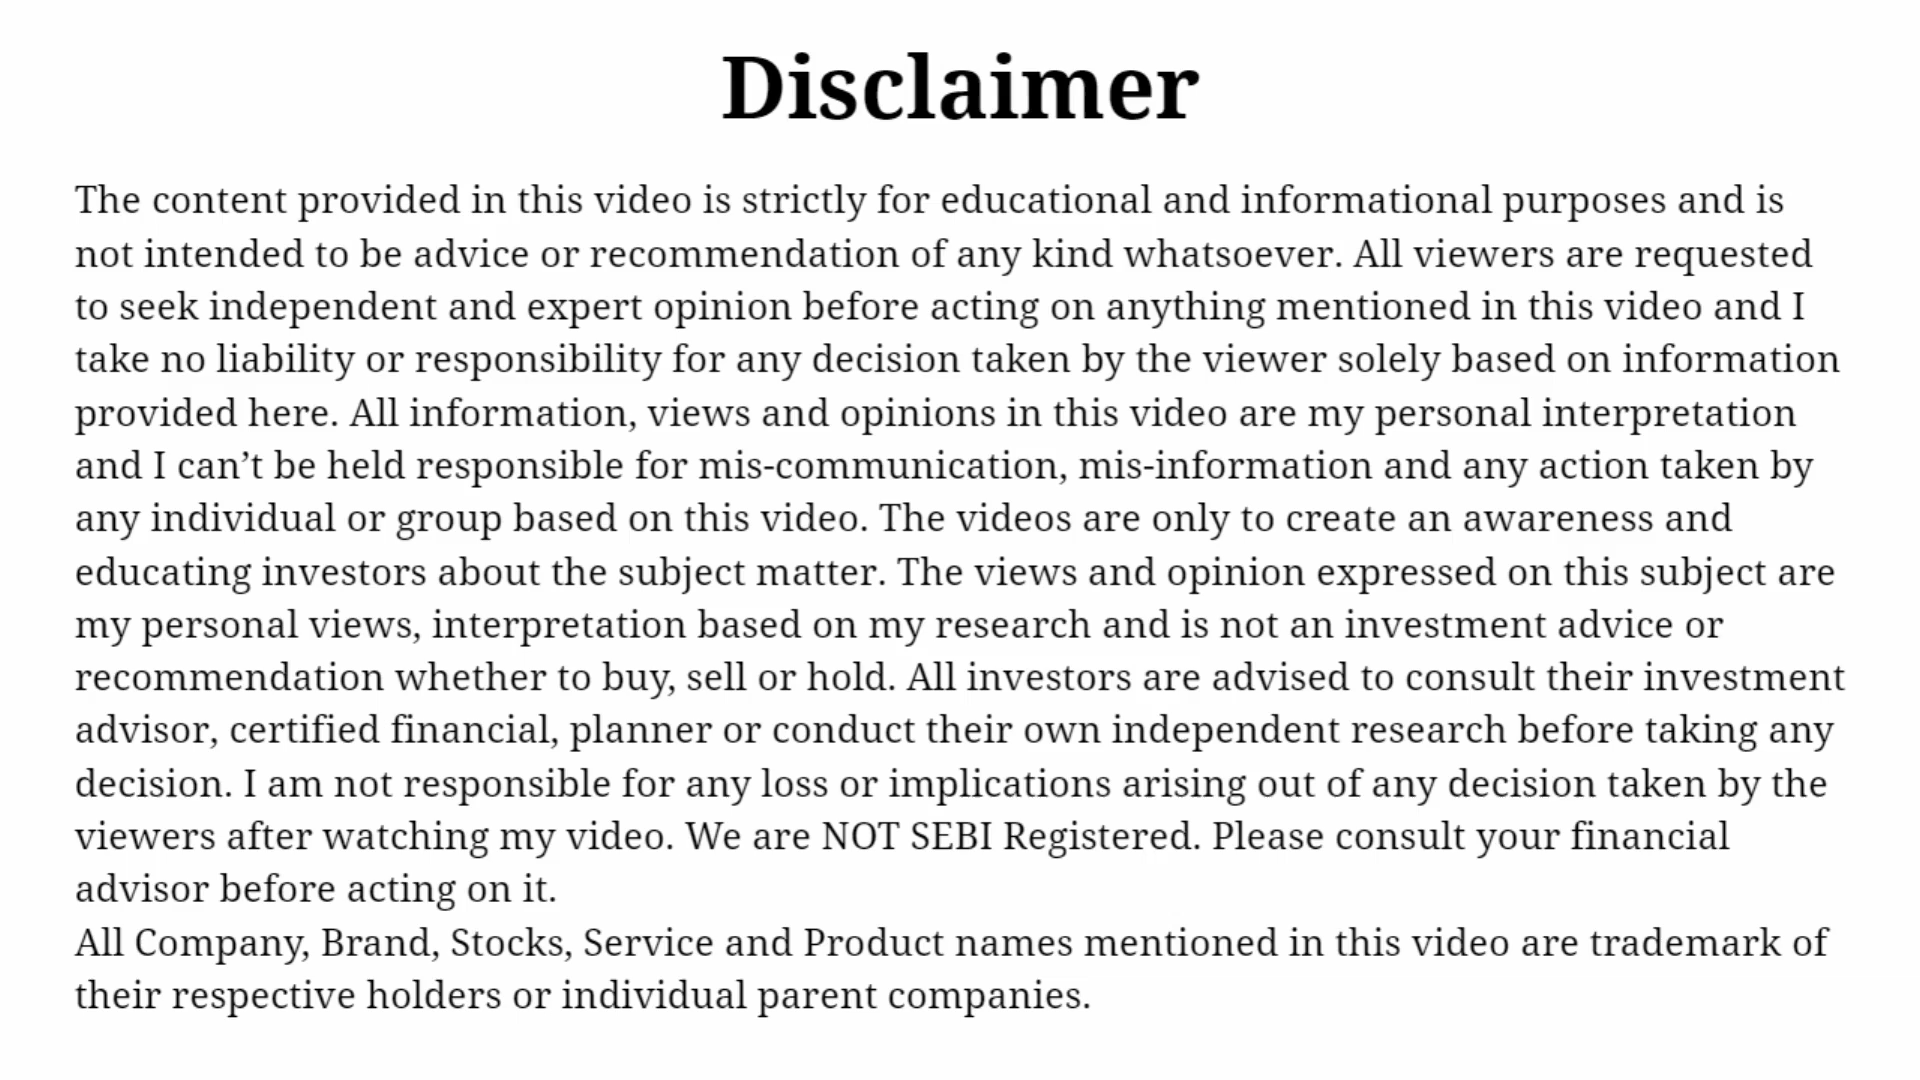 Disclaimer
The content provided in this video is strictly for educational and informational purposes and is
not intended to be advice or recommendation of any kind whatsoever. All viewers are requested
to seek independent and expert opinion before acting on anything mentioned in this video and I
take no liability or responsibility for any decision taken by the viewer solely based on information
provided here. All information, views and opinions in this video are my personal interpretation
and I can’t be held responsible for mis-communication, mis-information and any action taken by
any individual or group based on this video. The videos are only to create an awareness and
educating investors about the subject matter. The views and opinion expressed on this subject are
my personal views, interpretation based on my research and is not an investment advice or
recommendation whether to buy, sell or hold. All investors are advised to consult their investment
advisor, certified financial, planner or conduct their own independent research before taking any
decision. I am not responsible for any loss or implications arising out of any decision taken by the
viewers after watching my video. We are NOT SEBI Registered. Please consult your financial
advisor before acting on it.
All Company, Brand, Stocks, Service and Product names mentioned in this video are trademark of
their respective holders or individual parent companies.